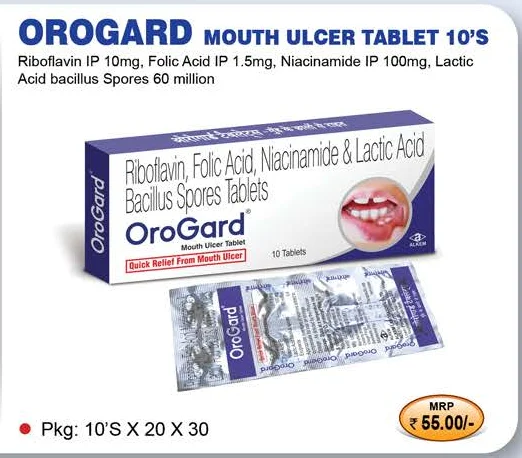 OROGARD MOUTH ULCER TABLET 10'S
Riboflavin IP 10mg, Folic Acid IP 1.5mg, Niacinamide IP 100mg, Lactic
Acid bacillus Spores 60 million
Riboflavin, Folic Acid, Niacinamide & Lactic Acid
Bacillus Spores Tablets
OroGard
OroGard®
Mouth Ulcer Tablet
Quick Relief From Mouth Ulcer
10 Tablets
ALKEM
OroGard
Pkg: 10'S X 20 X 30
MRP
₹ 55.00/-